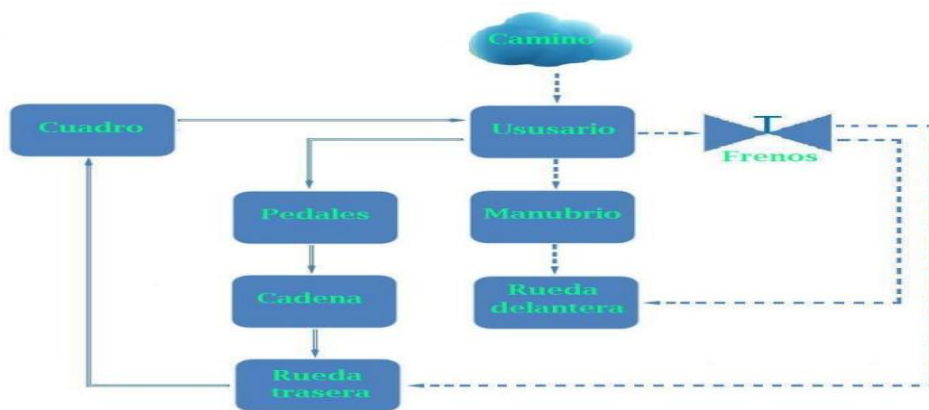 Camino
Cuadro
Ususario
Frenos
Pedales
Manubrio
Cadena
Rueda
delantera
Rueda
trasera